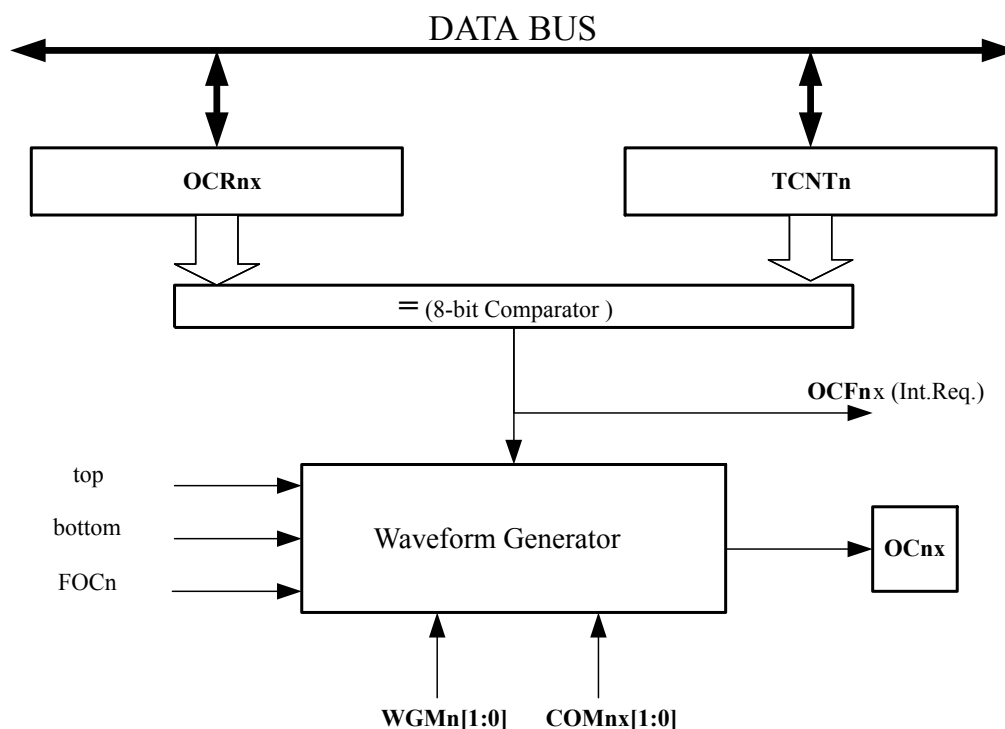 DATA BUS
OCRnx
TCNTn
= (8-bit Comparator )
OCFnx (Int.Req.)
top
bottom
FOCn
Waveform Generator
OCnx
WGMn[1:0]
COMnx[1:0]